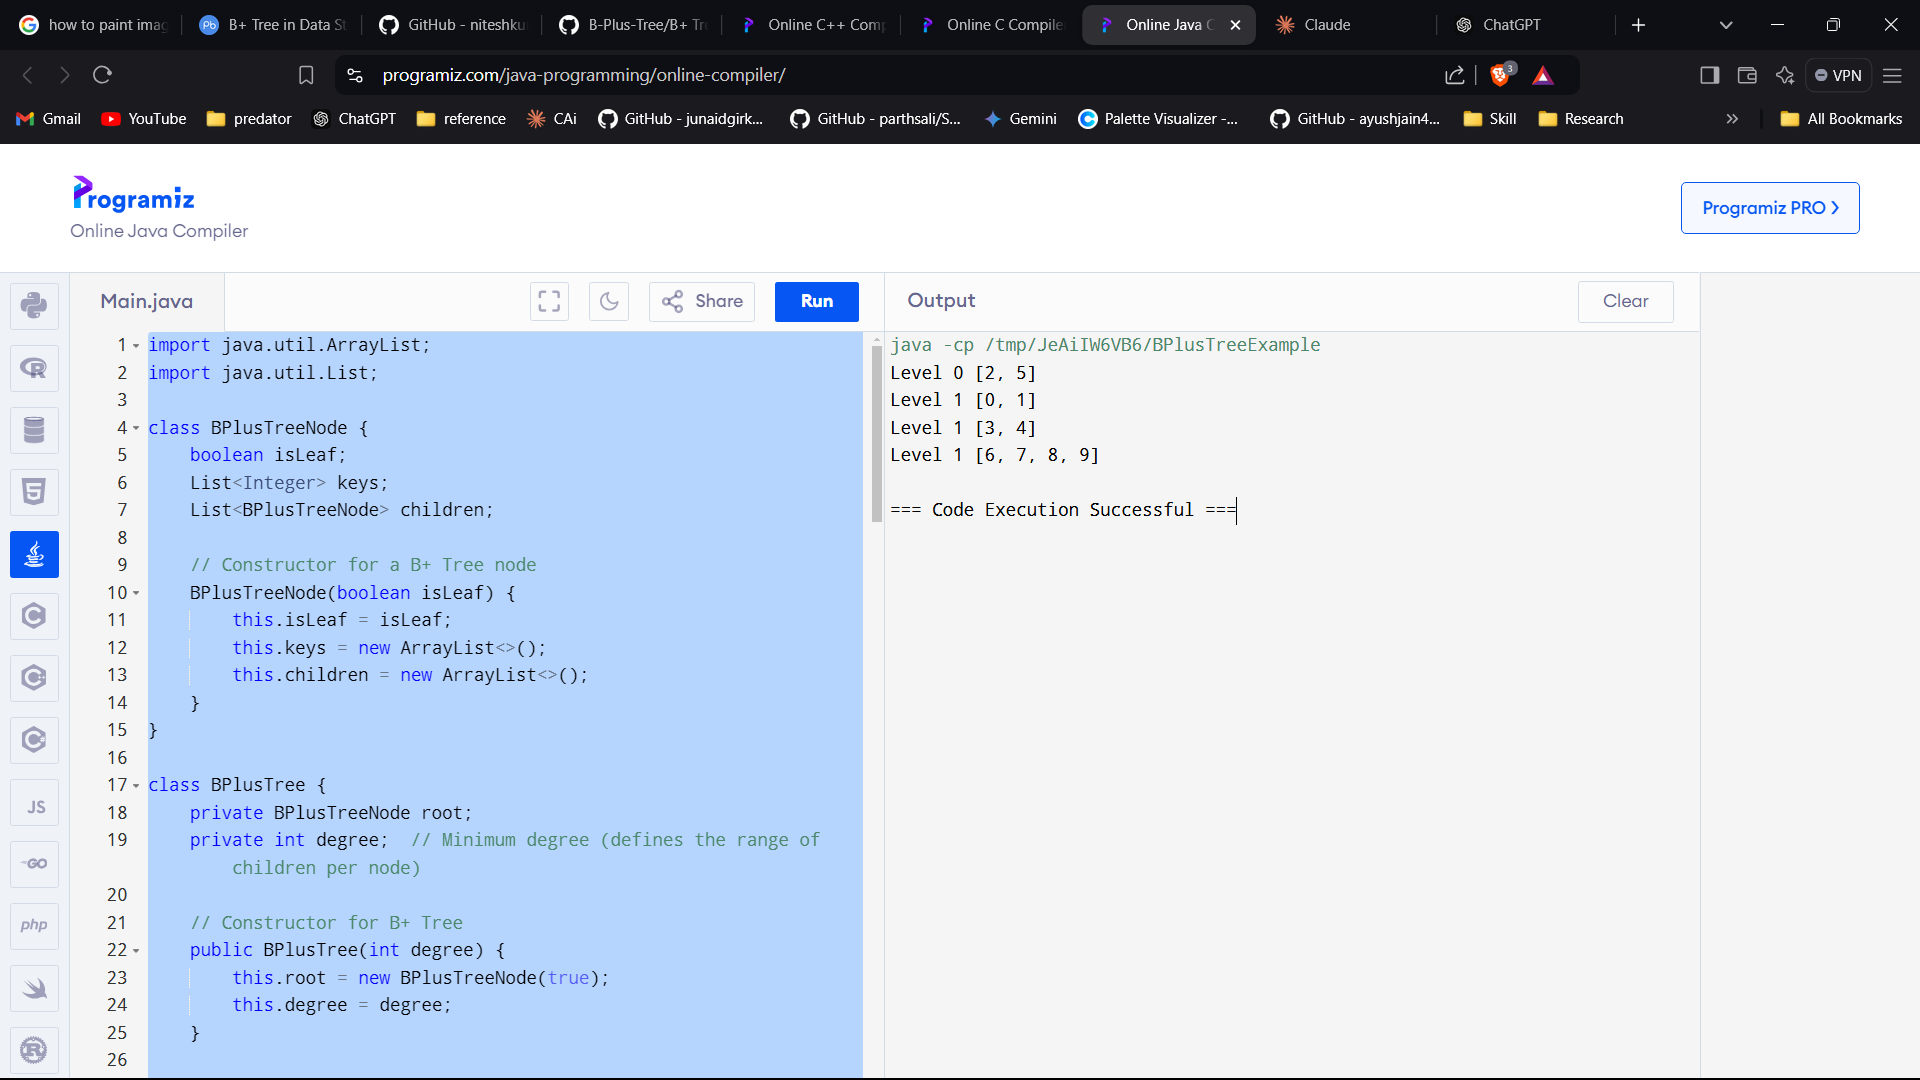 how to paint imag
B+ Tree in Data St
GitHub - niteshku
B-Plus-Tree/B+ Tr
Online C++ Comp
Online C Compile
Online Java C
Claude
ChatGPT
programiz.com/java-programming/online-compiler/
3
VPN
Gmail
YouTube
predator
ChatGPT
reference
CAi
GitHub - junaidgirk...
GitHub - parthsali/S...
Gemini
Palette Visualizer -...
GitHub - ayushjain4...
Skill
Research
All Bookmarks
Programiz
Online Java Compiler
Programiz PRO
Main.java
Share
Run
Output
Clear
1 import java.util.ArrayList;
2 import java.util.List;
3
4 class BPlusTreeNode {
5 boolean isLeaf;
6 List<Integer> keys;
7 List<BPlusTreeNode> children;
8
9 // Constructor for a B+ Tree node
10 BPlusTreeNode(boolean isLeaf) {
11 this.isLeaf = isLeaf;
12 this.keys = new ArrayList<>();
13 this.children = new ArrayList<>();
14 }
15 }
16
17 class BPlusTree {
18 private BPlusTreeNode root;
19 private int degree; // Minimum degree (defines the range of
children per node)
20
21 // Constructor for B+ Tree
22 public BPlusTree(int degree) {
23 this.root = new BPlusTreeNode(true);
24 this.degree = degree;
25 }
26
java -cp /tmp/JeAiIW6VB6/BPlusTreeExample
Level 0 [2, 5]
Level 1 [0, 1]
Level 1 [3, 4]
Level 1 [6, 7, 8, 9]
=== Code Execution Successful ===
JS
GO
php